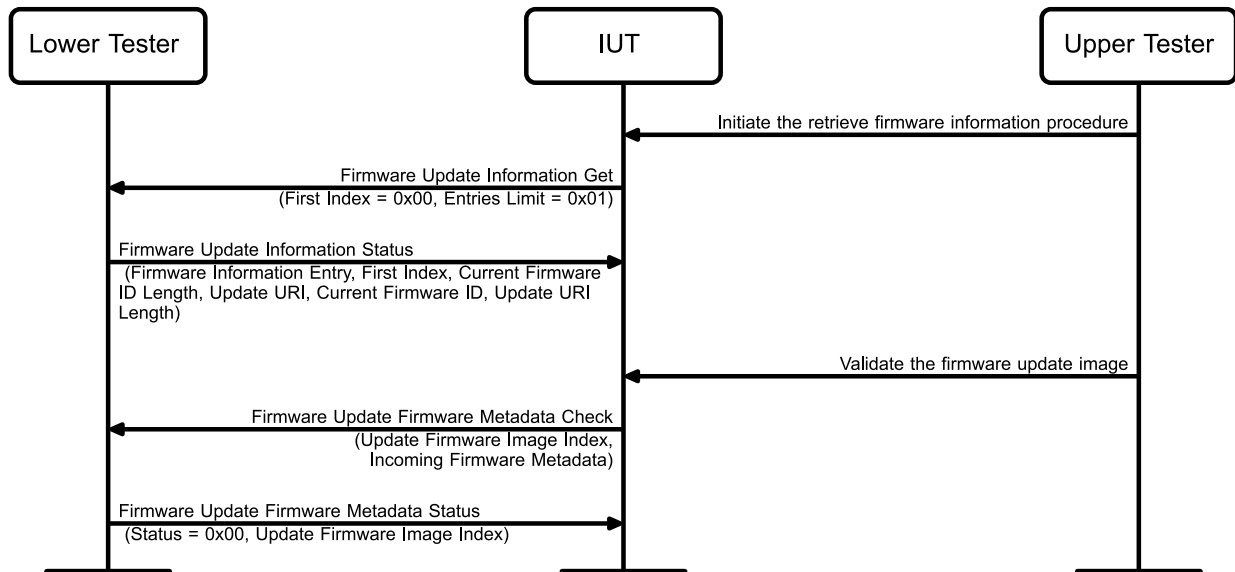 Lower Tester
IUT
Upper Tester
Initiate the retrieve firmware information procedure
Firmware Update Information Get
(First Index = 0x00, Entries Limit = 0x01)
Firmware Update Information Status
(Firmware Information Entry, First Index, Current Firmware
ID Length, Update URI, Current Firmware ID, Update URI
Length)
Validate the firmware update image
Firmware Update Firmware Metadata Check
(Update Firmware Image Index,
Incoming Firmware Metadata)
Firmware Update Firmware Metadata Status
(Status = 0x00, Update Firmware Image Index)